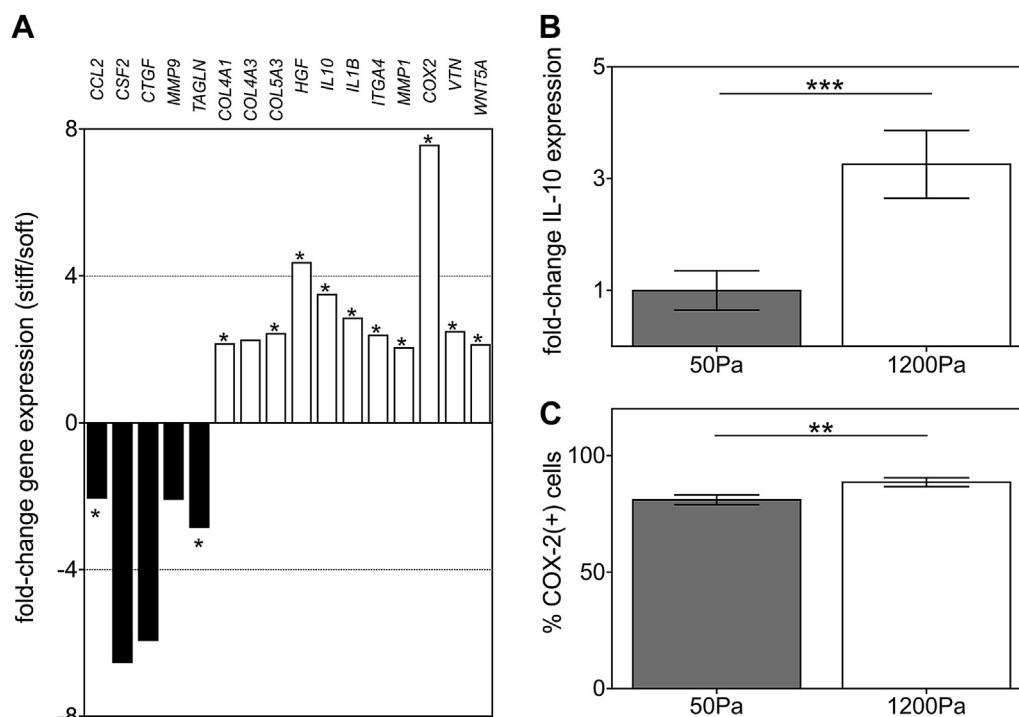 A
CCL2
CSF2
CTGF
MMP9
TAGLN
COL4A1
COL4A3
COL5A3
HGF
IL10
IL1B
ITGA4
MMP1
COX2
VTN
WNT5A
fold-change gene expression (stiff/soft)
8
4
0
-4
-8
*
*
*
*
*
*
*
*
*
*
*
*
B
fold-change IL-10 expression
5
3
1
***
50Pa
1200Pa
C
% COX-2(+) cells
100
50
0
**
50Pa
1200Pa